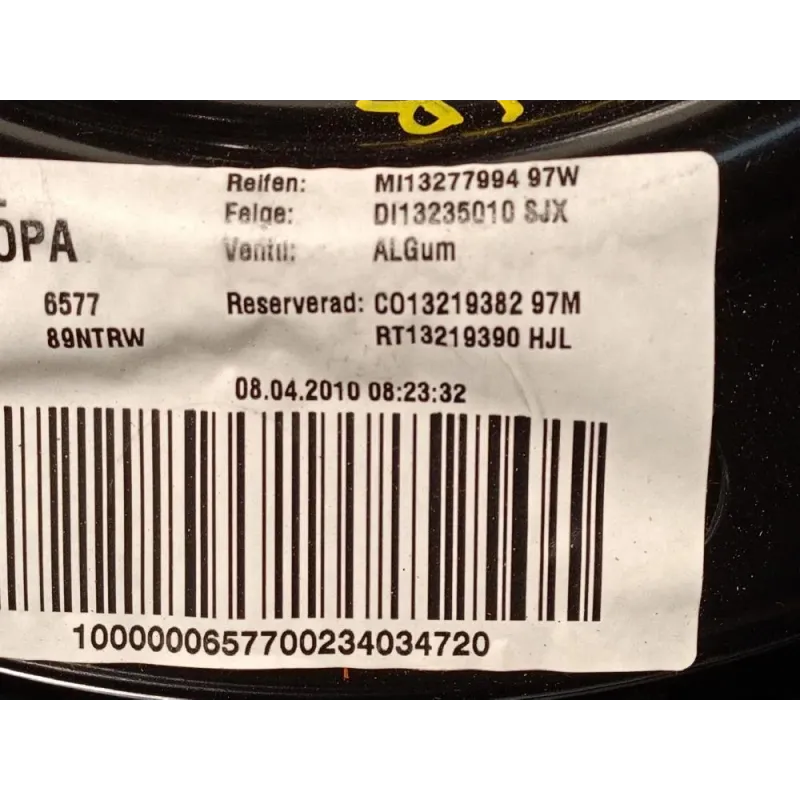 Reifen: MI13277994 97W
Felge: DI13235010 SJX
OPA
Ventil: ALGum
6577 Reserverad: CO13219382 97M
89NTRW RT13219390 HJL
08.04.2010 08:23:32
1000000657700234034720